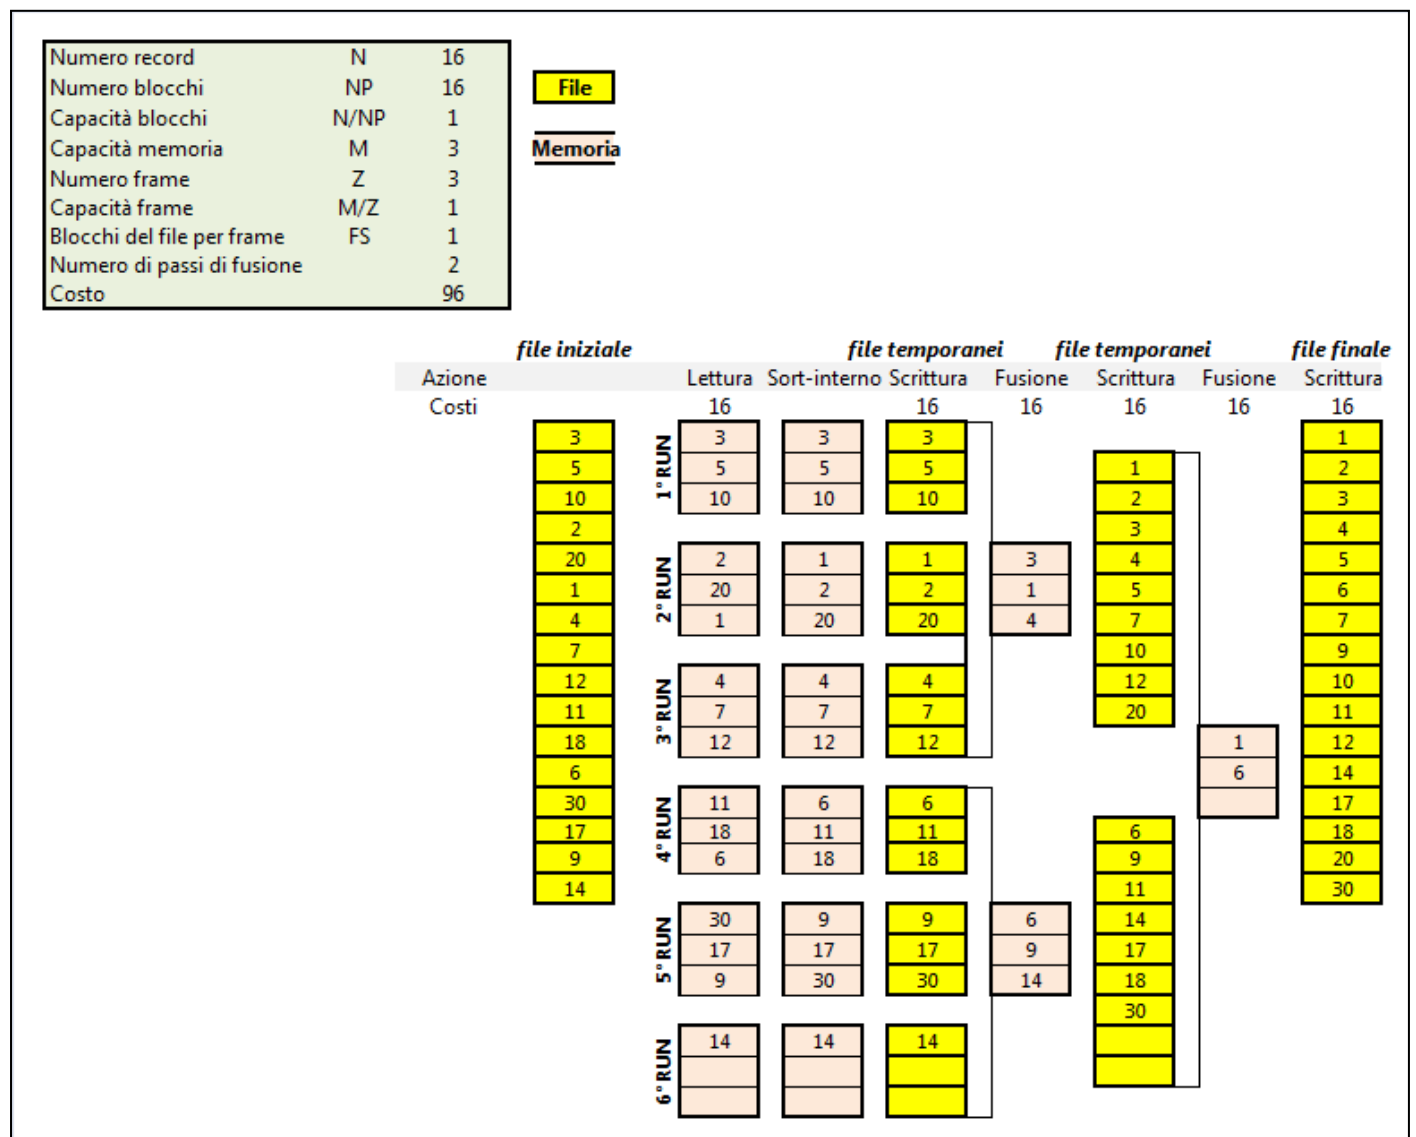 Numero record N 16
Numero blocchi NP 16 File
Capacità blocchi N/NP 1
Capacità memoria M 3 Memoria
Numero frame Z 3
Capacità frame M/Z 1
Blocchi del file per frame FS 1
Numero di passi di fusione 2
Costo 96
file iniziale file temporanei file temporanei file finale
Azione Lettura Sort-interno Scrittura Fusione Scrittura Fusione Scrittura
Costi 16 16 16 16 16 16
1° RUN
3 3 3 3 1
5 5 5 5 1 2
10 10 10 10 2 3
2 3 4
2° RUN
20 2 1 1 3 4 5
1 20 2 2 1 5 6
4 1 20 20 4 7 7
7 10 9
3° RUN
12 4 4 4 12 10
11 7 7 7 20 11
18 12 12 12 1 12
6 6 14
4° RUN
30 11 6 6 17
17 18 11 11 6 18
9 6 18 18 9 20
14 11 30
5° RUN
30 9 9 6 14
17 17 17 9 17
9 30 30 14 18
30
6° RUN
14 14 14